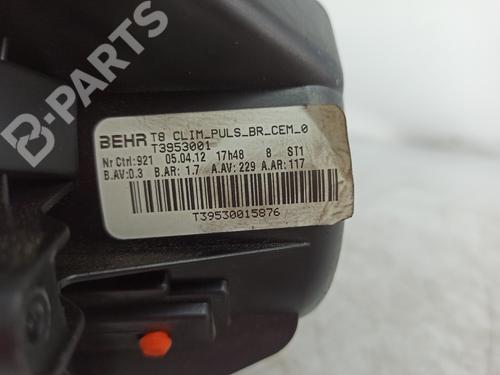 B-PARTS
BEHR T8 CLIM_PULS_BR_CEM_0
T3953001
Nr Ctrl:921 05.04.12 17h48 8 ST1
B.AV:0.3 B.AR: 1.7 A.AV: 229 A.AR: 117
T39530015876